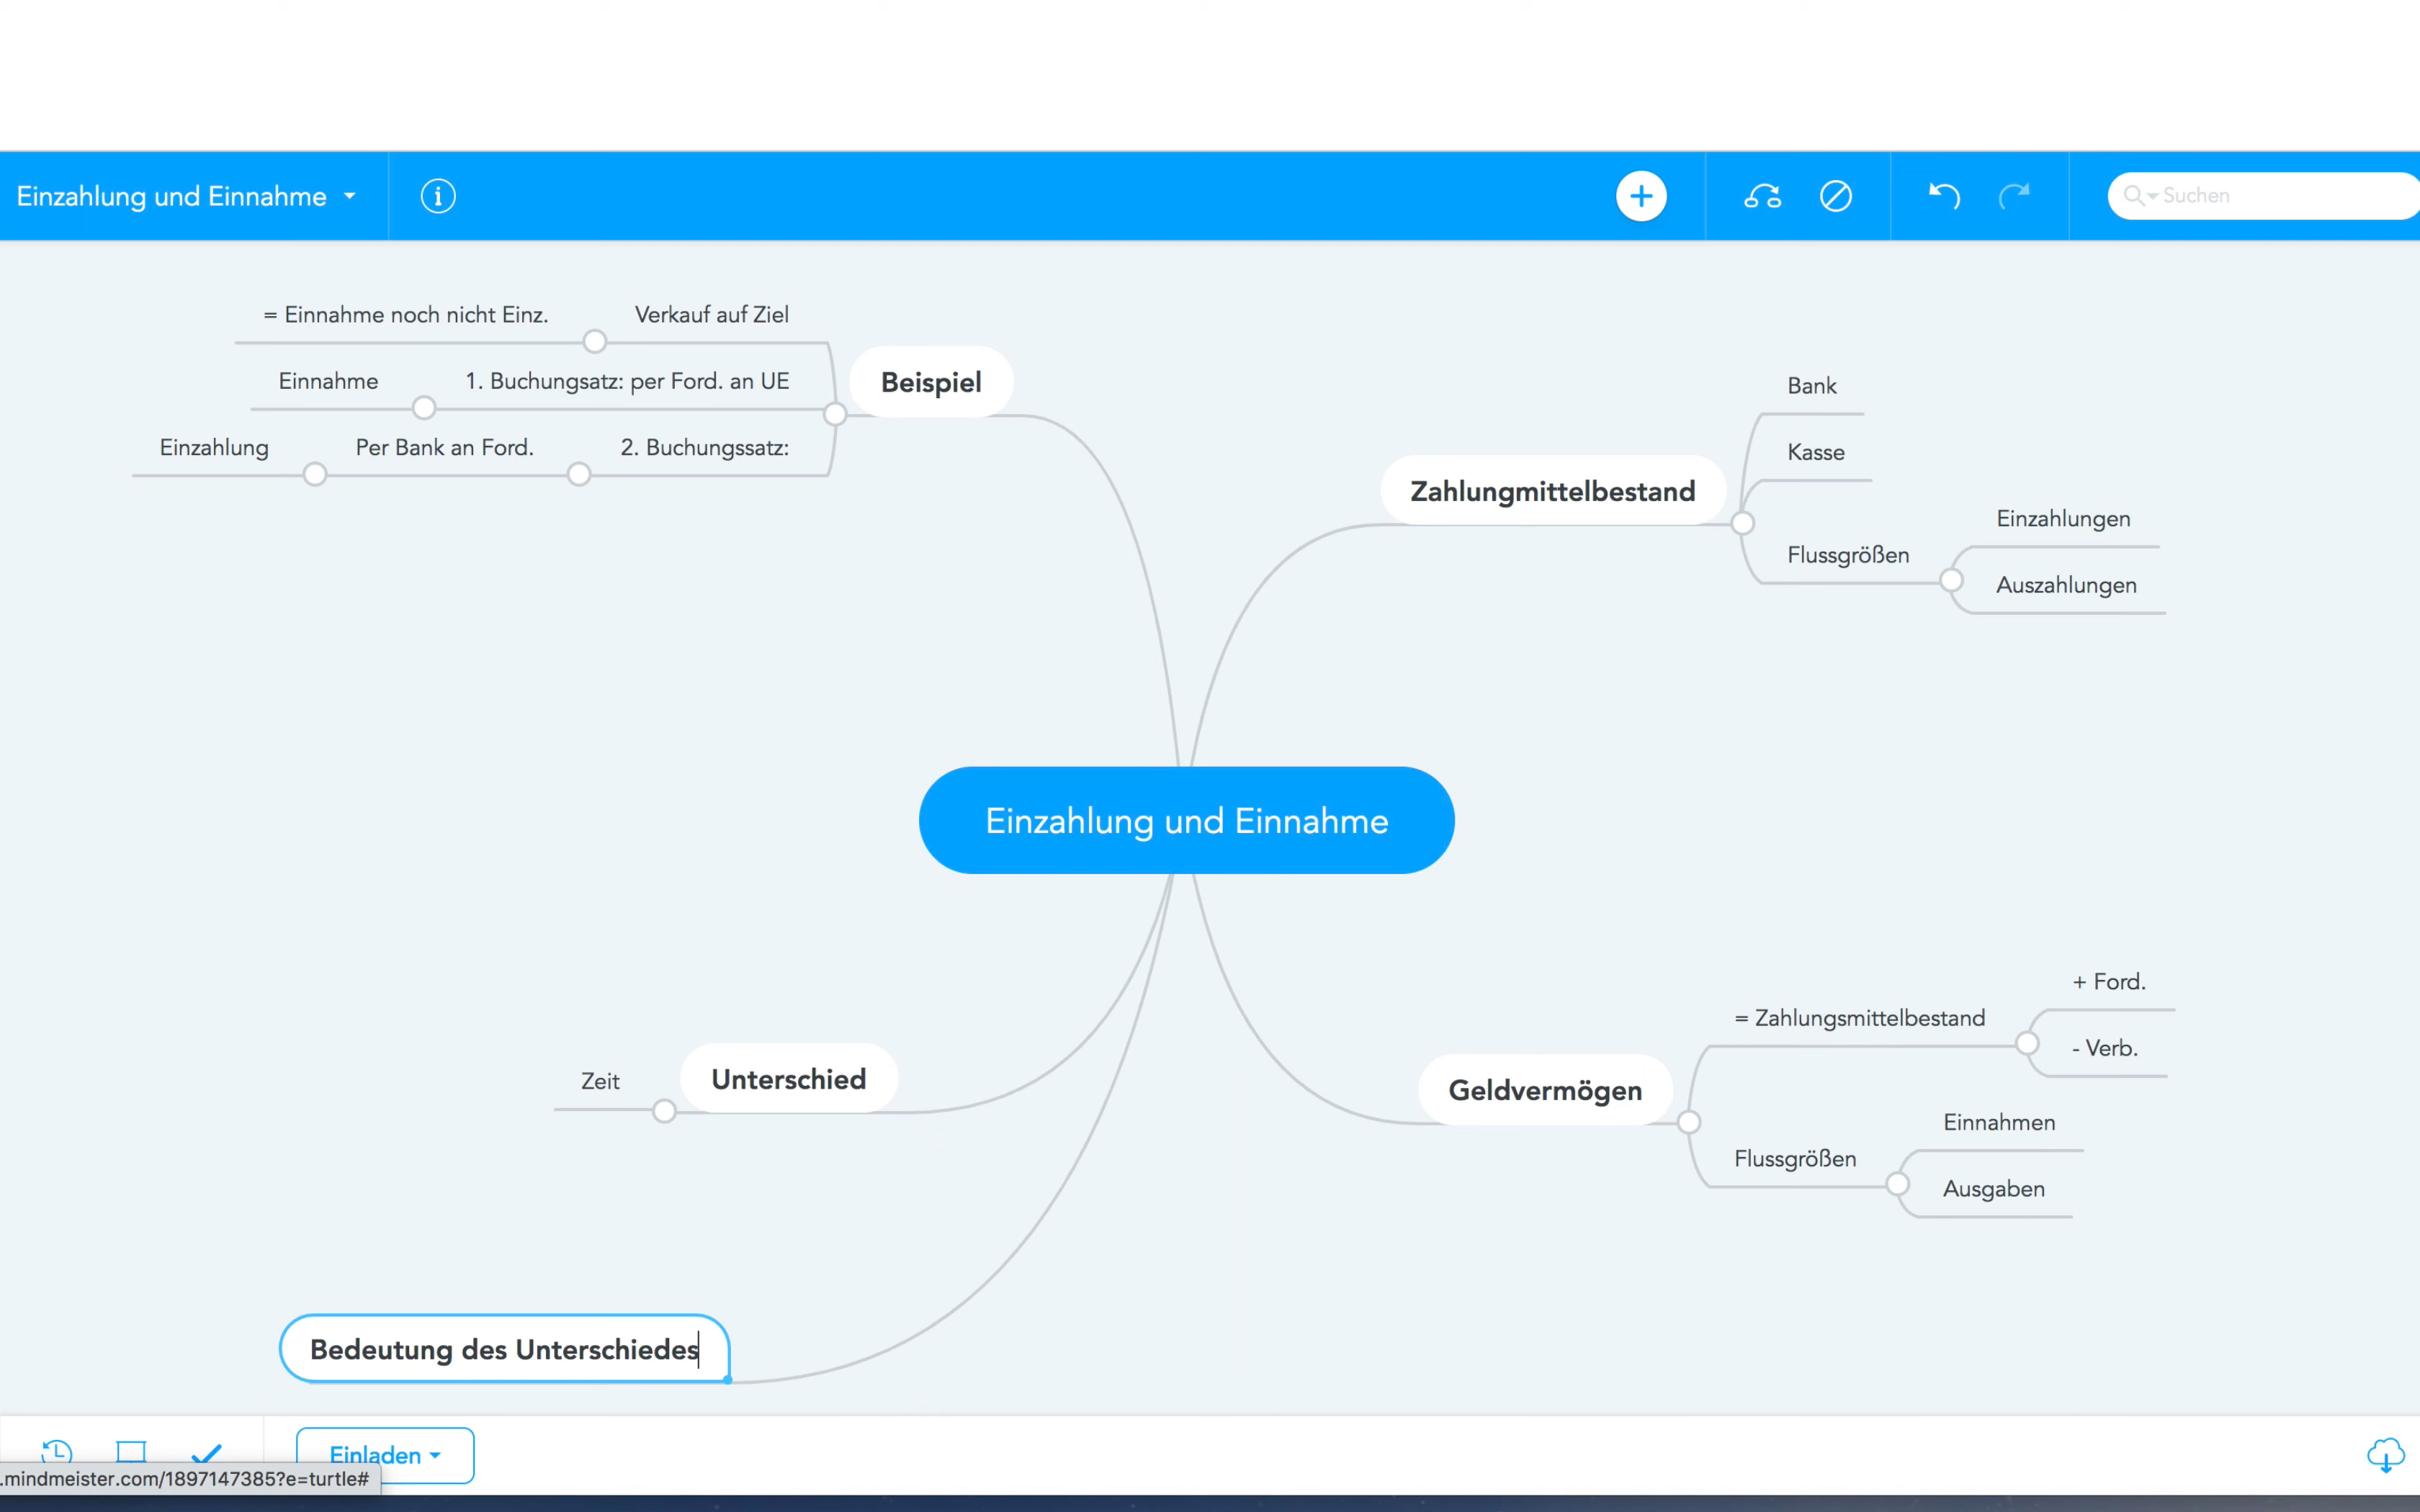 Einzahlung und Einnahme
Suchen
= Einnahme noch nicht Einz.
Verkauf auf Ziel
Einnahme
1. Buchungsatz: per Ford. an UE
Einzahlung
Per Bank an Ford.
2. Buchungssatz:
Beispiel
Zahlungmittelbestand
Bank
Kasse
Flussgrößen
Einzahlungen
Auszahlungen
Einzahlung und Einnahme
Zeit
Unterschied
Geldvermögen
= Zahlungsmittelbestand
+ Ford.
- Verb.
Flussgrößen
Einnahmen
Ausgaben
Bedeutung des Unterschiedes
Einladen
.mindmeister.com/1897147385?e=turtle#